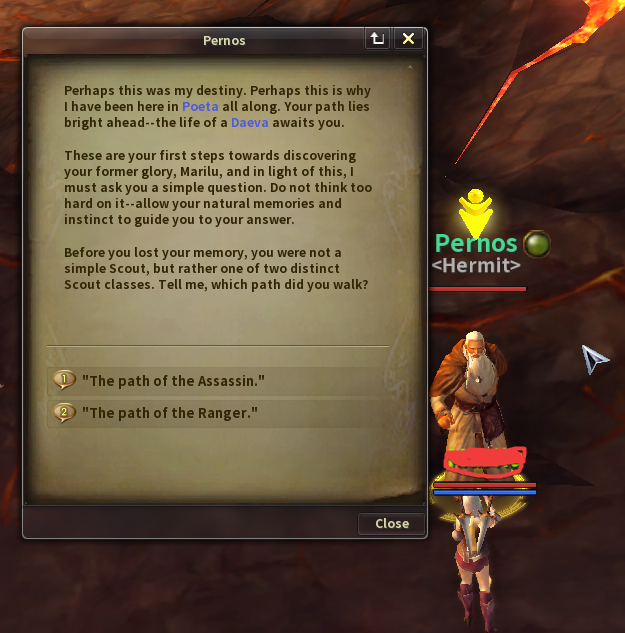 Pernos
Perhaps this was my destiny. Perhaps this is why
I have been here in Poeta all along. Your path lies
bright ahead--the life of a Daeva awaits you.
These are your first steps towards discovering
your former glory, Marilu, and in light of this, I
must ask you a simple question. Do not think too
hard on it--allow your natural memories and
instinct to guide you to your answer.
Before you lost your memory, you were not a
simple Scout, but rather one of two distinct
Scout classes. Tell me, which path did you walk?
1 "The path of the Assassin."
2 "The path of the Ranger."
Close
Pernos
<Hermit>